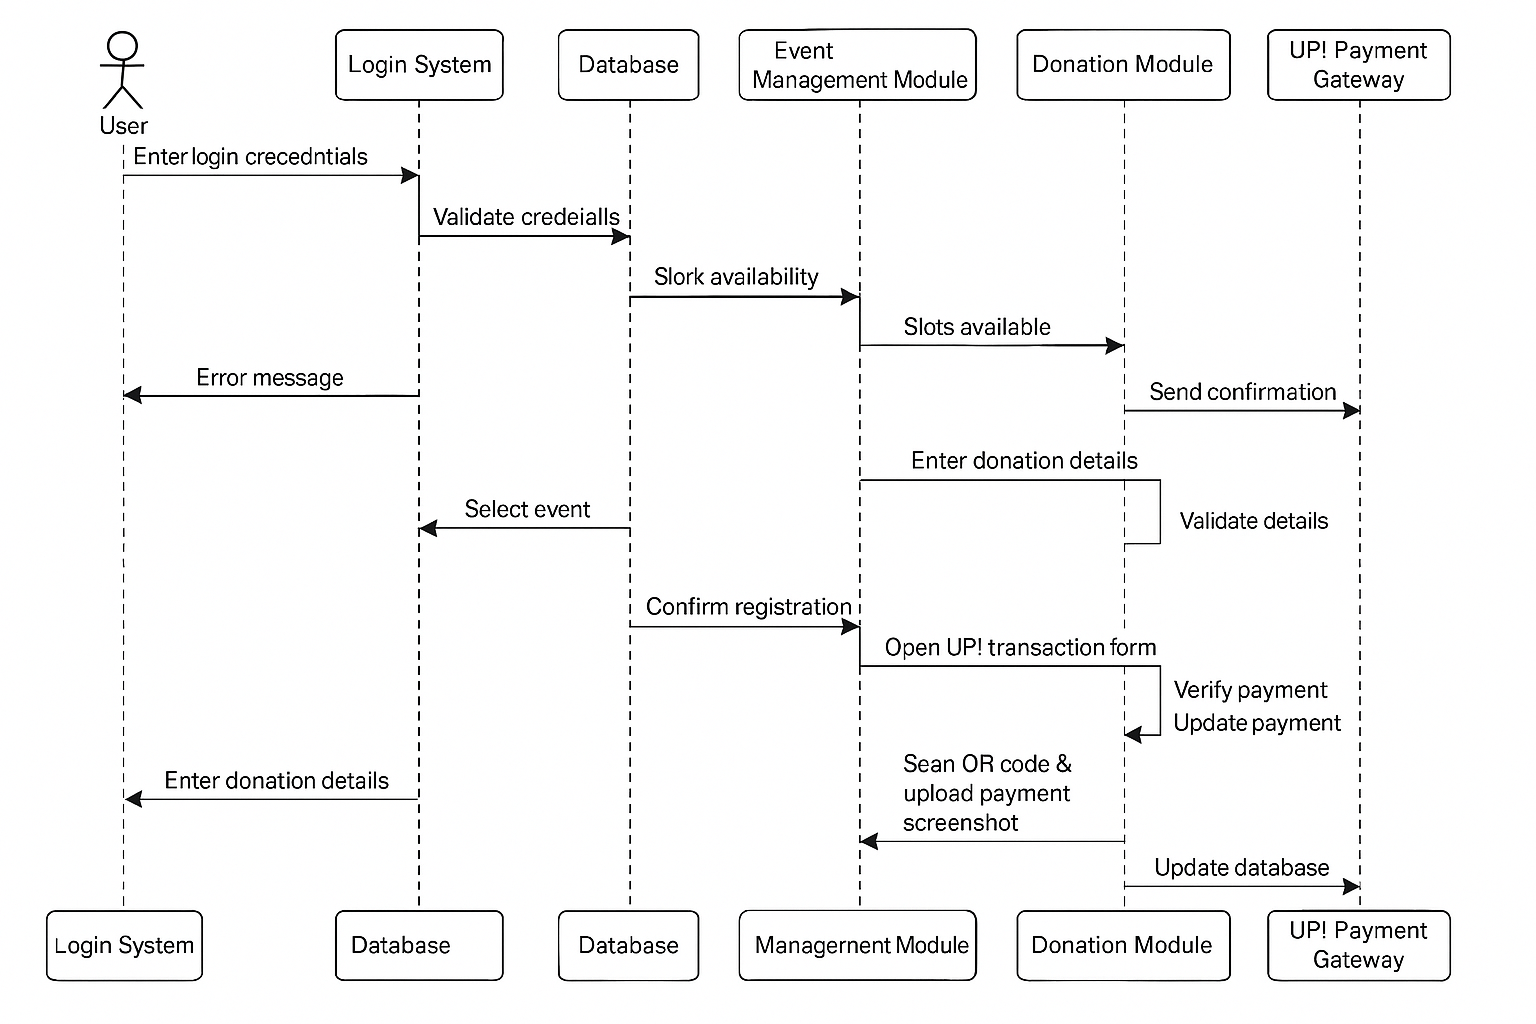 User
Login System
Database
Event
Management Module
Donation Module
UP! Payment
Gateway
Enter login crecedntials
Validate credeialls
Slork availability
Slots available
Error message
Send confirmation
Enter donation details
Select event
Validate details
Confirm registration
Open UP! transaction form
Verify payment
Update payment
Enter donation details
Sean OR code &
upload payment
screenshot
Update database
Login System
Database
Database
Managernent Module
Donation Module
UP! Payment
Gateway